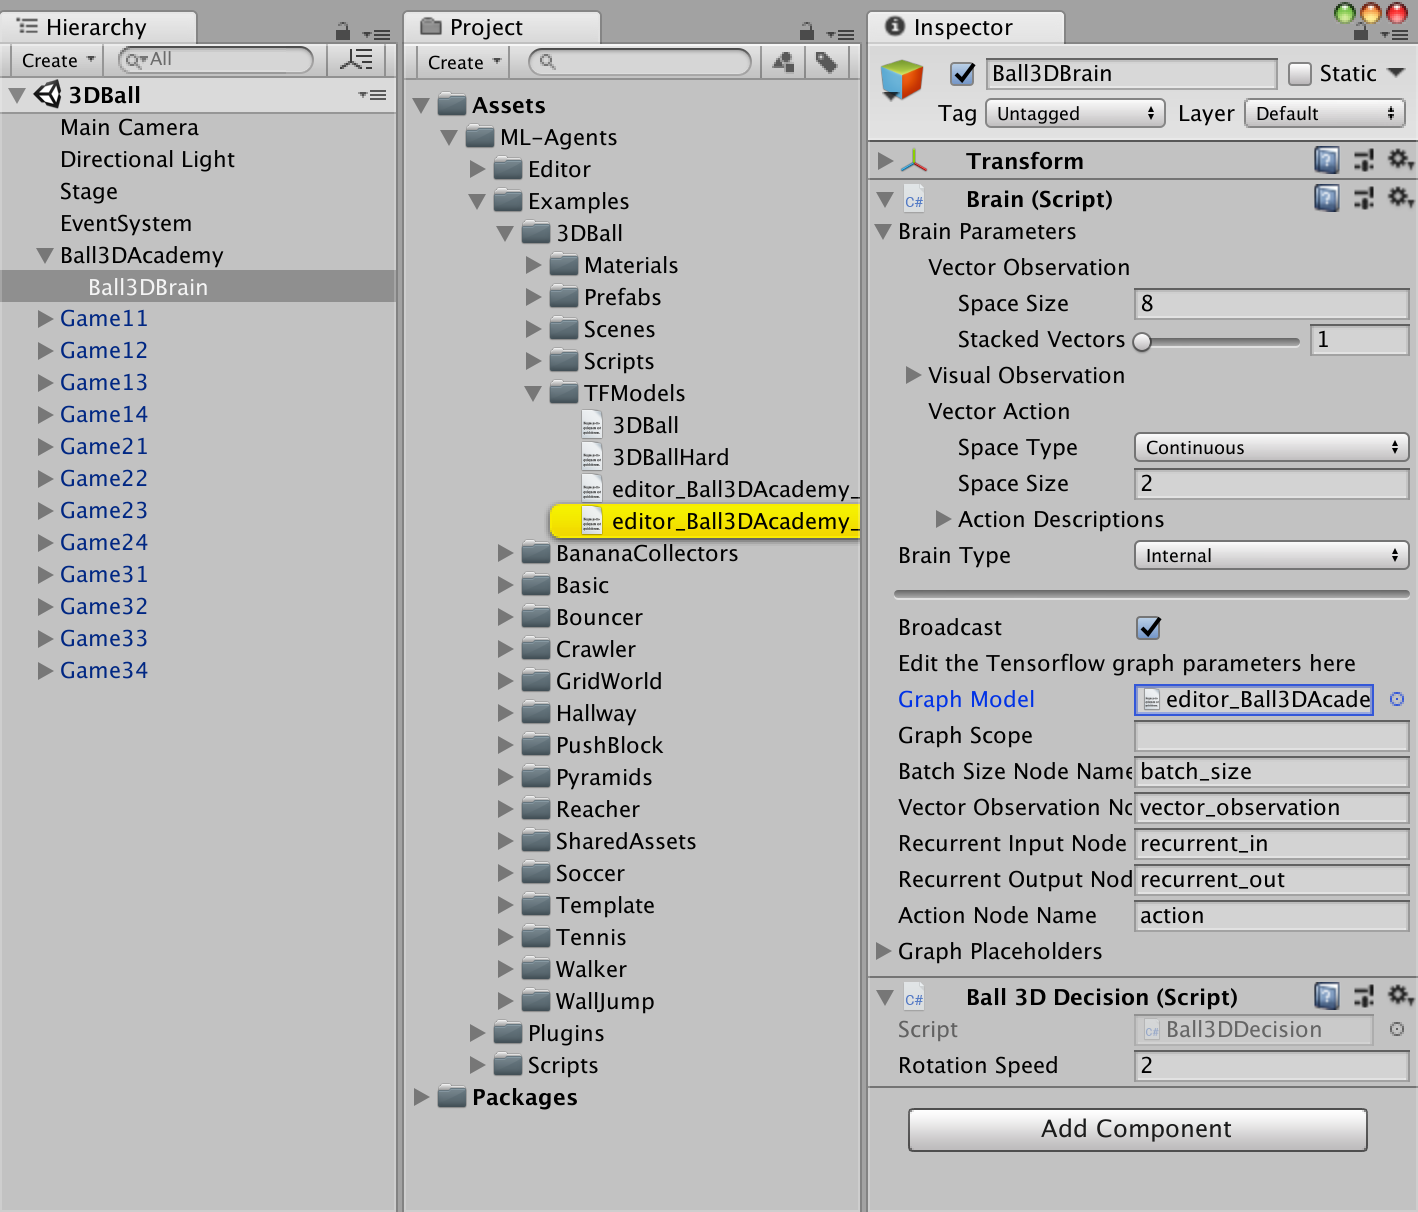 Hierarchy
Create
All
3DBall
Main Camera
Directional Light
Stage
EventSystem
Ball3DAcademy
Ball3DBrain
Game11
Game12
Game13
Game14
Game21
Game22
Game23
Game24
Game31
Game32
Game33
Game34
Project
Create
Assets
ML-Agents
Editor
Examples
3DBall
Materials
Prefabs
Scenes
Scripts
TFModels
3DBall
3DBallHard
editor_Ball3DAcademy_
editor_Ball3DAcademy_
BananaCollectors
Basic
Bouncer
Crawler
GridWorld
Hallway
PushBlock
Pyramids
Reacher
SharedAssets
Soccer
Template
Tennis
Walker
WallJump
Plugins
Scripts
Packages
Inspector
Ball3DBrain Static
Tag Untagged Layer Default
Transform
C# Brain (Script)
Brain Parameters
Vector Observation
Space Size 8
Stacked Vectors 1
Visual Observation
Vector Action
Space Type Continuous
Space Size 2
Action Descriptions
Brain Type Internal
Broadcast
Edit the Tensorflow graph parameters here
Graph Model editor_Ball3DAcade
Graph Scope
Batch Size Node Name batch_size
Vector Observation No vector_observation
Recurrent Input Node recurrent_in
Recurrent Output Nod recurrent_out
Action Node Name action
Graph Placeholders
C# Ball 3D Decision (Script)
Script C# Ball3DDecision
Rotation Speed 2
Add Component